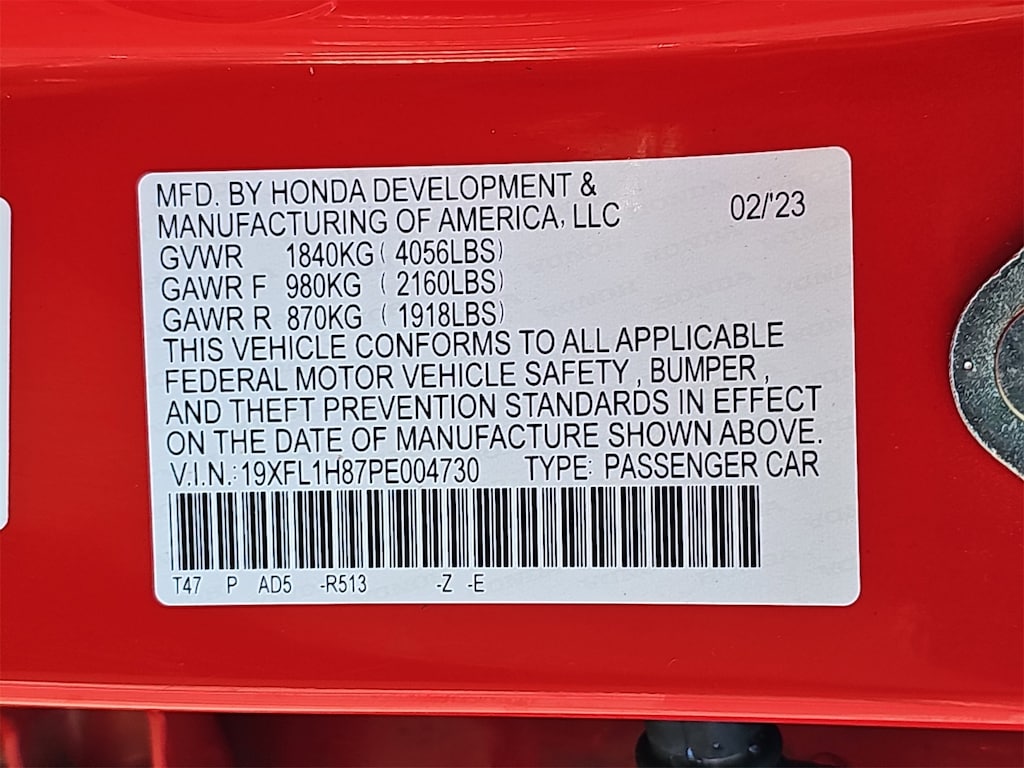 MFD. BY HONDA DEVELOPMENT &
MANUFACTURING OF AMERICA, LLC 02/'23
GVWR 1840KG ( 4056LBS)
GAWR F 980KG ( 2160LBS)
GAWR R 870KG ( 1918LBS)
THIS VEHICLE CONFORMS TO ALL APPLICABLE
FEDERAL MOTOR VEHICLE SAFETY , BUMPER ,
AND THEFT PREVENTION STANDARDS IN EFFECT
ON THE DATE OF MANUFACTURE SHOWN ABOVE.
V.I.N.: 19XFL1H87PE004730 TYPE: PASSENGER CAR
T47 P AD5 -R513 -Z -E